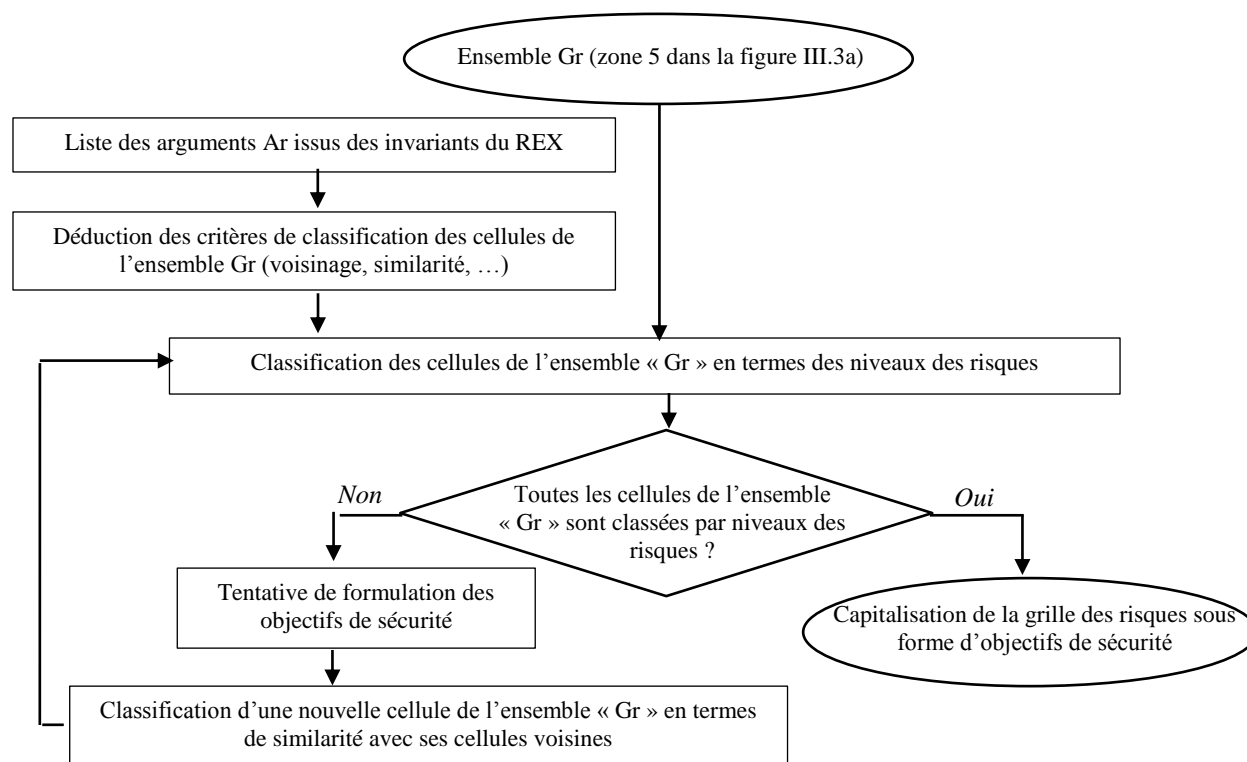 Ensemble Gr (zone 5 dans la figure III.3a)
Liste des arguments Ar issus des invariants du REX
Déduction des critères de classification des cellules de
l’ensemble Gr (voisinage, similarité, …)
Classification des cellules de l’ensemble « Gr » en termes des niveaux des risques
Non
Toutes les cellules de l’ensemble
« Gr » sont classées par niveaux des
risques ?
Oui
Tentative de formulation des
objectifs de sécurité
Capitalisation de la grille des risques sous
forme d’objectifs de sécurité
Classification d’une nouvelle cellule de l’ensemble « Gr » en termes
de similarité avec ses cellules voisines